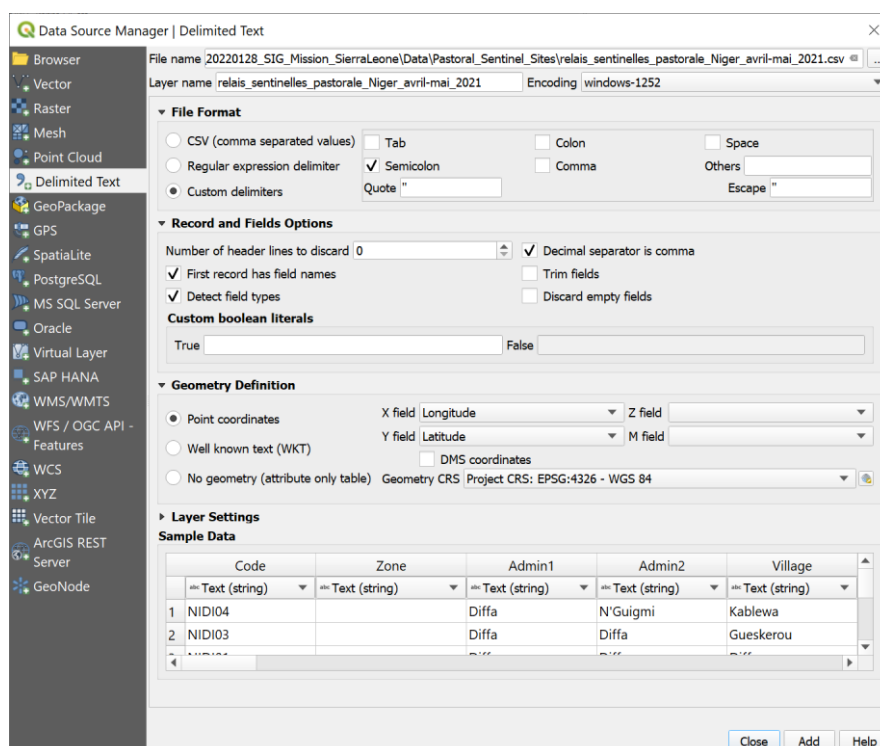 Data Source Manager | Delimited Text
Browser
Vector
Raster
Mesh
Point Cloud
Delimited Text
GeoPackage
GPS
SpatiaLite
PostgreSQL
MS SQL Server
Oracle
Virtual Layer
SAP HANA
WMS/WMTS
WFS / OGC API -
Features
WCS
XYZ
Vector Tile
ArcGIS REST
Server
GeoNode
File name 20220128_SIG_Mission_SierraLeone\Data\Pastoral_Sentinel_Sites\relais_sentinelles_pastorale_Niger_avril-mai_2021.csv ...
Layer name relais_sentinelles_pastorale_Niger_avril-mai_2021 Encoding windows-1252
File Format
CSV (comma separated values) Tab Colon Space
Regular expression delimiter Semicolon Comma Others
Custom delimiters Quote " Escape "
Record and Fields Options
Number of header lines to discard 0 Decimal separator is comma
First record has field names Trim fields
Detect field types Discard empty fields
Custom boolean literals
True False
Geometry Definition
Point coordinates X field Longitude Z field
Well known text (WKT) Y field Latitude M field
DMS coordinates
No geometry (attribute only table) Geometry CRS Project CRS: EPSG:4326 - WGS 84
Layer Settings
Sample Data
Code Zone Admin1 Admin2 Village
abc Text (string) abc Text (string) abc Text (string) abc Text (string) abc Text (string)
1 NIDI04 Diffa N'Guigmi Kablewa
2 NIDI03 Diffa Diffa Gueskerou
Close Add Help